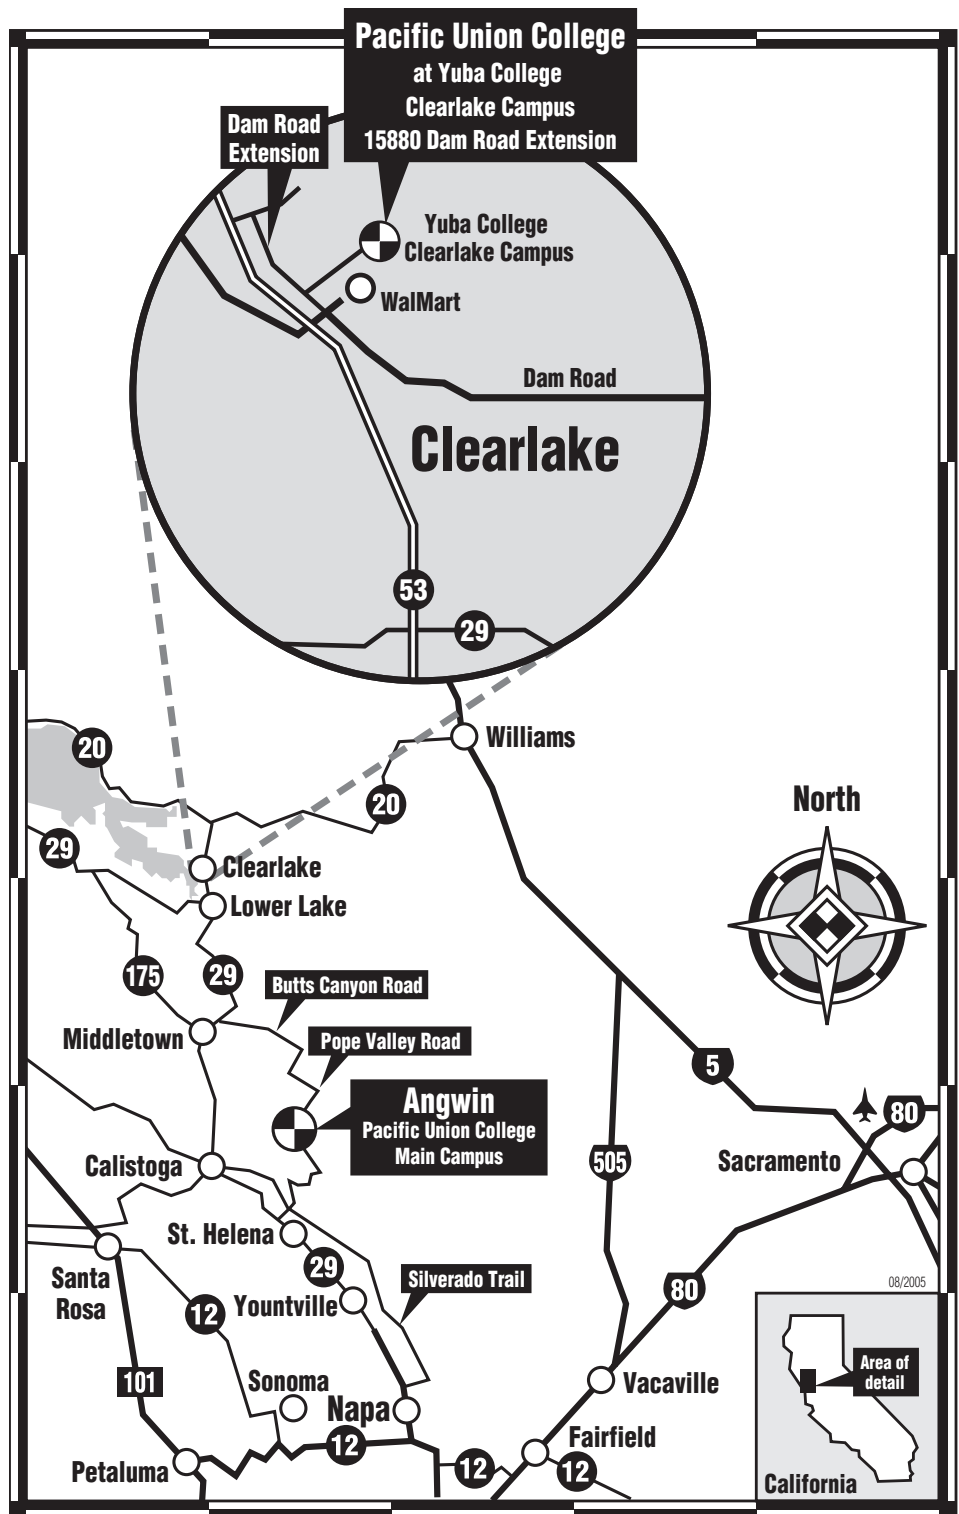 Pacific Union College
at Yuba College
Clearlake Campus
15880 Dam Road Extension
Dam Road
Extension
Yuba College
Clearlake Campus
WalMart
Dam Road
Clearlake
53
29
Williams
20
20
North
29
Clearlake
Lower Lake
175
29
Butts Canyon Road
Middletown
Pope Valley Road
5
Angwin
Pacific Union College
Main Campus
80
Calistoga
505
Sacramento
St. Helena
29
Santa
Rosa
Silverado Trail
08/2005
12
Yountville
80
101
Sonoma
Napa
Vacaville
Area of
detail
12
Fairfield
Petaluma
12
12
California